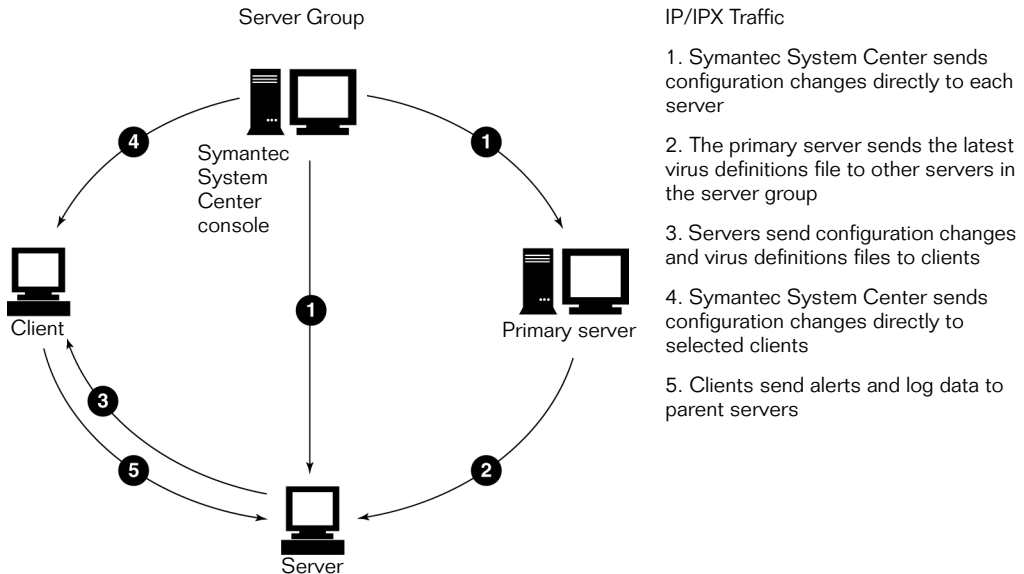 Server Group
IP/IPX Traffic
1. Symantec System Center sends
configuration changes directly to each
server
2. The primary server sends the latest
virus definitions file to other servers in
the server group
3. Servers send configuration changes
and virus definitions files to clients
4. Symantec System Center sends
configuration changes directly to
selected clients
5. Clients send alerts and log data to
parent servers
4
1
Symantec
System
Center
console
1
Client
Primary server
3
5
2
Server